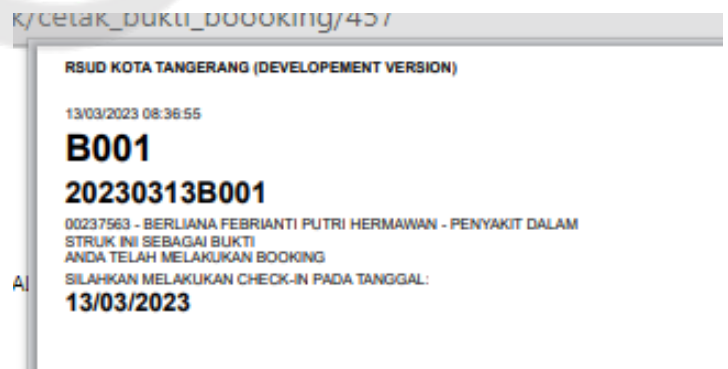 k/cetak_bukti_boooking/457
RSUD KOTA TANGERANG (DEVELOPEMENT VERSION)
13/03/2023 08:36:55
B001
20230313B001
00237563 - BERLIANA FEBRIANTI PUTRI HERMAWAN - PENYAKIT DALAM
STRUK INI SEBAGAI BUKTI
ANDA TELAH MELAKUKAN BOOKING
SILAHKAN MELAKUKAN CHECK-IN PADA TANGGAL:
13/03/2023